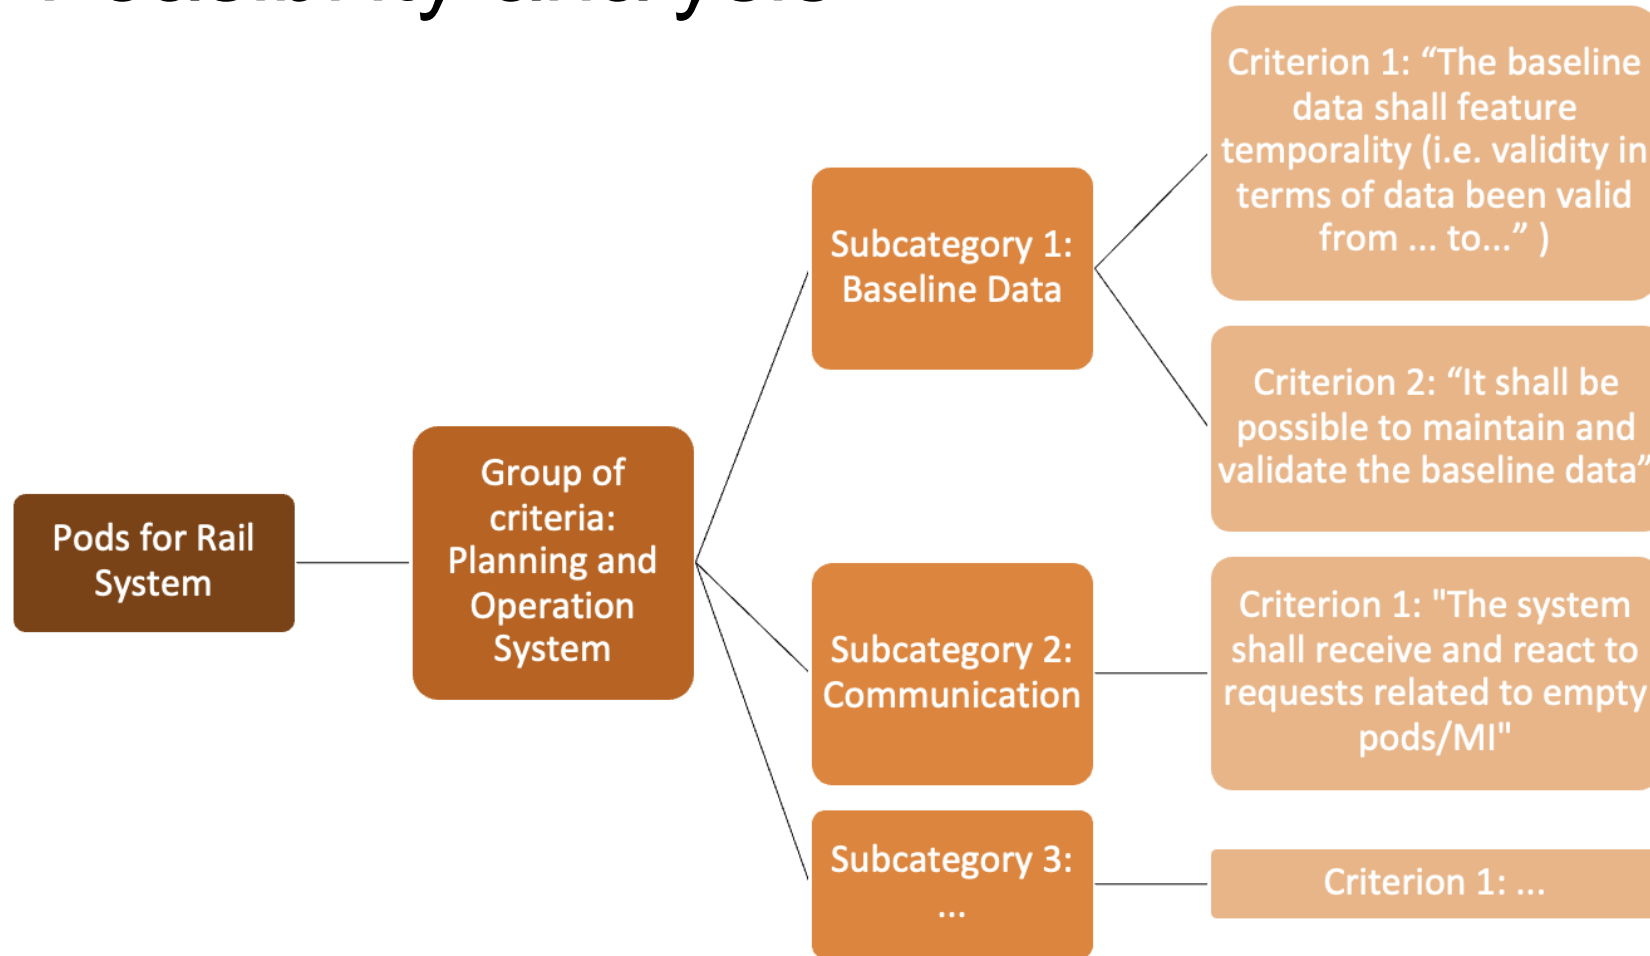 Feasibility analysis
Pods for Rail
System
Group of
criteria:
Planning and
Operation
System
Subcategory 1:
Baseline Data
Criterion 1: “The baseline
data shall feature
temporality (i.e. validity in
terms of data been valid
from ... to...” )
Criterion 2: “It shall be
possible to maintain and
validate the baseline data”
Subcategory 2:
Communication
Criterion 1: "The system
shall receive and react to
requests related to empty
pods/MI"
Subcategory 3:
...
Criterion 1: ...